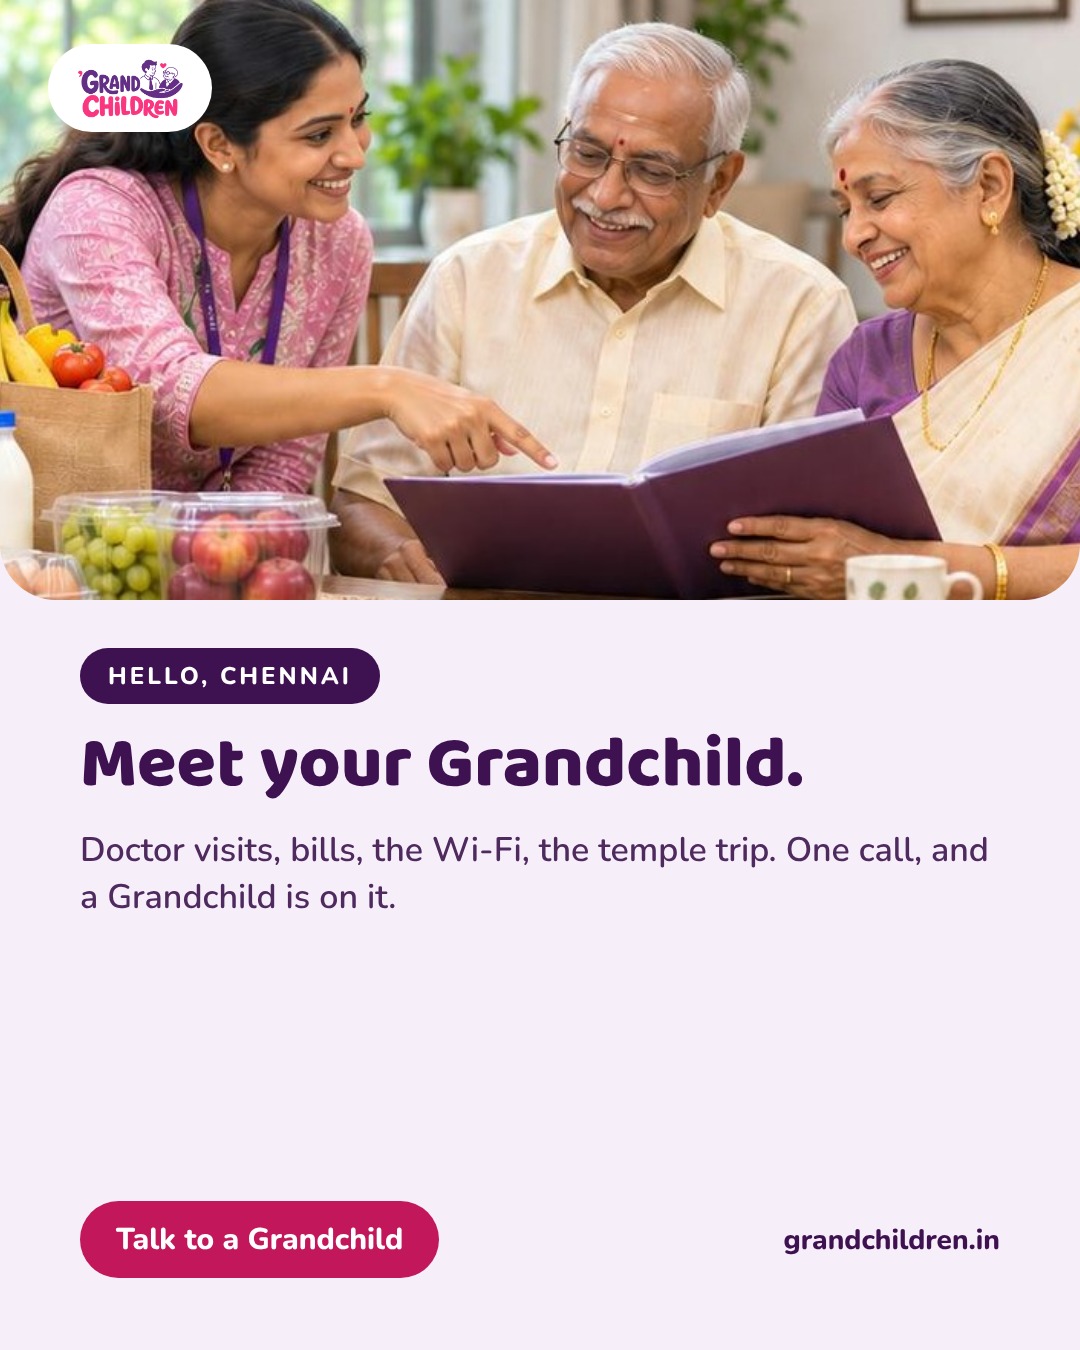 'GRAND
CHILDREN
HELLO, CHENNAI
Meet your Grandchild.
Doctor visits, bills, the Wi-Fi, the temple trip. One call, and
a Grandchild is on it.
Talk to a Grandchild
grandchildren.in